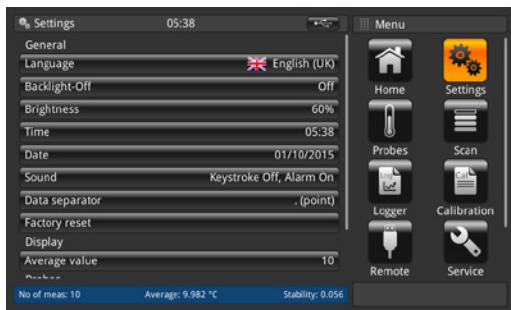 Settings 05:38
General
Language English (UK)
Backlight-Off Off
Brightness 60%
Time 05:38
Date 01/10/2015
Sound Keystroke Off, Alarm On
Data separator . (point)
Factory reset
Display
Average value 10
No of meas: 10 Average: 9.982 °C Stability: 0.056
Menu
Home Settings
Probes Scan
Log
Cal
Logger Calibration
Remote Service